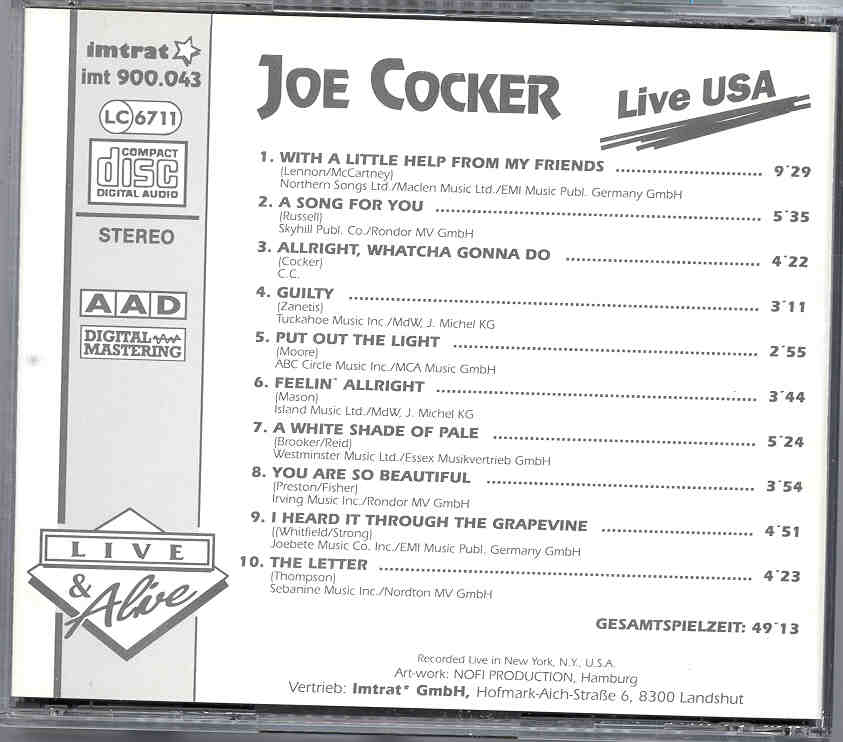 imtrat
imt 900.043
LC 6711
COMPACT
disc
DIGITAL AUDIO
STEREO
AAD
DIGITAL
MASTERING
LIVE
& Alive
JOE COCKER
Live USA
1. WITH A LITTLE HELP FROM MY FRIENDS ........................ 9´29
(Lennon/McCartney)
Northern Songs Ltd./Maclen Music Ltd./EMI Music Publ. Germany GmbH
2. A SONG FOR YOU ........................ 5´35
(Russell)
Skyhill Publ. Co./Rondor MV GmbH
3. ALLRIGHT, WHATCHA GONNA DO ........................ 4´22
(Cocker)
C.C.
4. GUILTY ........................ 3´11
(Zanetis)
Tuckahoe Music Inc./MdW, J. Michel KG
5. PUT OUT THE LIGHT ........................ 2´55
(Moore)
ABC Circle Music Inc./MCA Music GmbH
6. FEELIN´ ALLRIGHT ........................ 3´44
(Mason)
Island Music Ltd./MdW, J. Michel KG
7. A WHITE SHADE OF PALE ........................ 5´24
(Brooker/Reid)
Westminster Music Ltd./Essex Musikvertrieb GmbH
8. YOU ARE SO BEAUTIFUL ........................ 3´54
(Preston/Fisher)
Irving Music Inc./Rondor MV GmbH
9. I HEARD IT THROUGH THE GRAPEVINE ........................ 4´51
((Whitfield/Strong)
Joebete Music Co. Inc./EMI Music Publ. Germany GmbH
10. THE LETTER ........................ 4´23
(Thompson)
Sebanine Music Inc./Nordton MV GmbH
GESAMTSPIELZEIT: 49´13
Recorded Live in New York, N.Y., U.S.A.
Art-work: NOFI PRODUCTION, Hamburg
Vertrieb: Imtrat* GmbH, Hofmark-Aich-Straße 6, 8300 Landshut